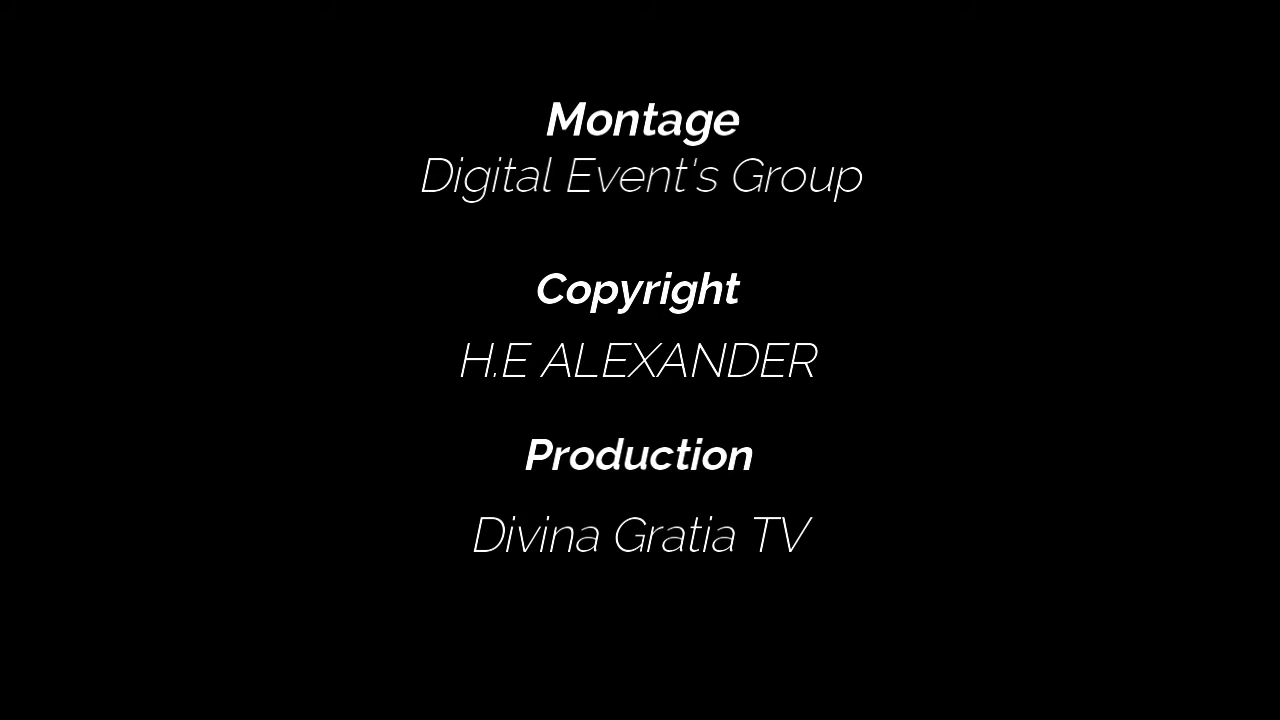 Montage
Digital Event's Group
Copyright
H.E ALEXANDER
Production
Divina Gratia TV